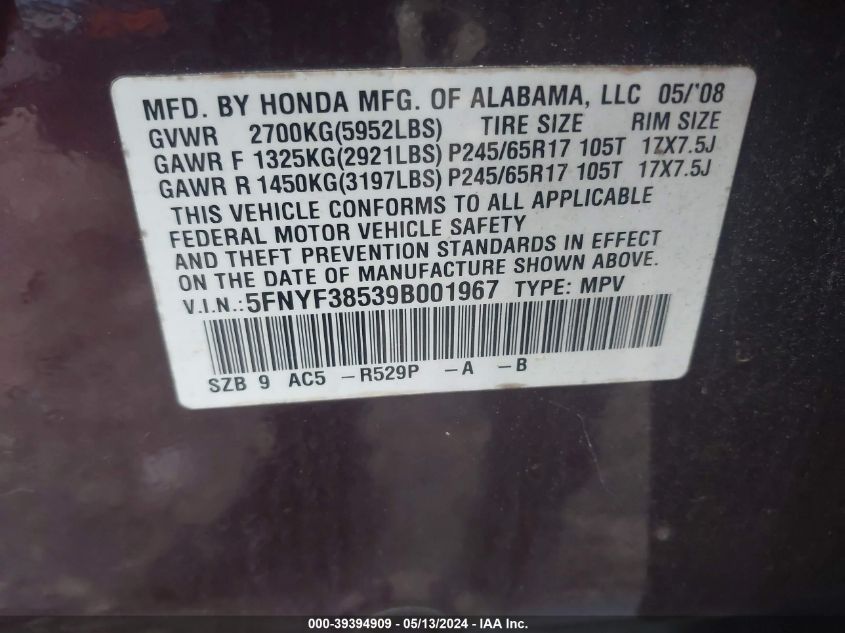 MFD. BY HONDA MFG. OF ALABAMA, LLC 05/'08
GVWR 2700KG(5952LBS) TIRE SIZE RIM SIZE
GAWR F 1325KG(2921LBS) P245/65R17 105T 17X7.5J
GAWR R 1450KG(3197LBS) P245/65R17 105T 17X7.5J
THIS VEHICLE CONFORMS TO ALL APPLICABLE
FEDERAL MOTOR VEHICLE SAFETY
AND THEFT PREVENTION STANDARDS IN EFFECT
ON THE DATE OF MANUFACTURE SHOWN ABOVE.
V.I.N.:5FNYF38539B001967 TYPE: MPV
SZB 9 AC5 -R529P -A -B
000-39394909 - 05/13/2024 - IAA Inc.